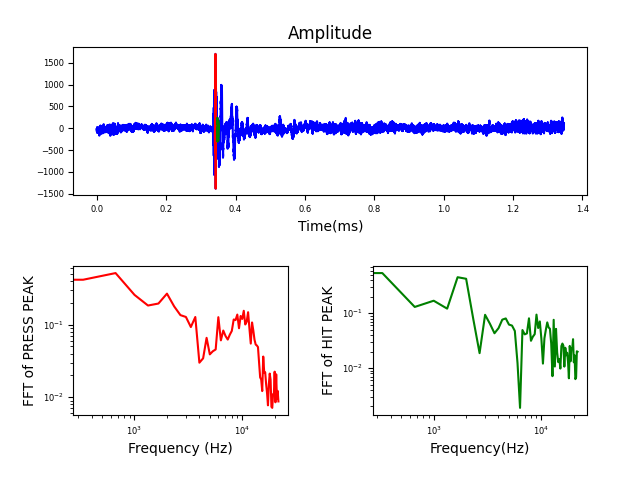 Amplitude
1500
1000
500
0
−500
−1000
−1500
0.0 0.2 0.4 0.6 0.8 1.0 1.2 1.4
Time(ms)
FFT of PRESS PEAK
10⁻¹
10⁻²
10³ 10⁴
Frequency (Hz)
FFT of HIT PEAK
10⁻¹
10⁻²
10³ 10⁴
Frequency(Hz)